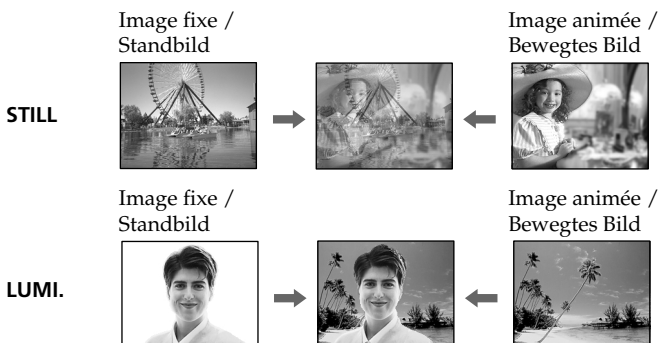 Image fixe /
Standbild
Image animée /
Bewegtes Bild
STILL
Image fixe /
Standbild
Image animée /
Bewegtes Bild
LUMI.